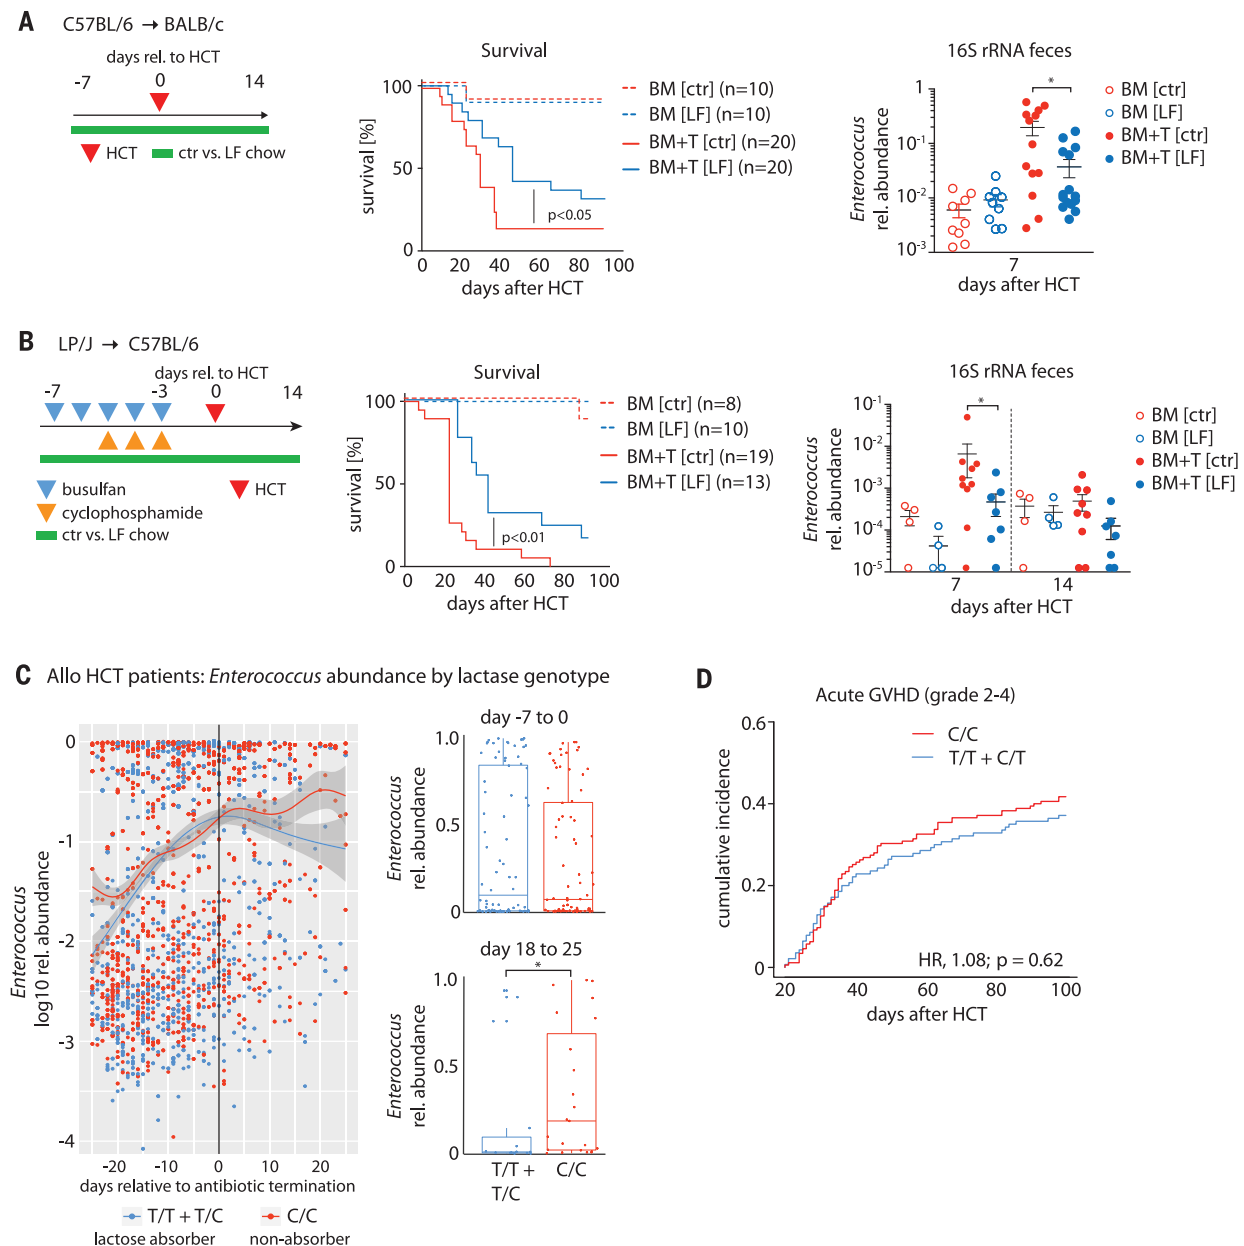 A
C57BL/6 → BALB/c
days rel. to HCT
-7 0 14
HCT ctr vs. LF chow
Survival
survival [%]
100
50
0
0 20 40 60 80 100
days after HCT
p<0.05
BM [ctr] (n=10)
BM [LF] (n=10)
BM+T [ctr] (n=20)
BM+T [LF] (n=20)
16S rRNA feces
Enterococcus
rel. abundance
1
10-1
10-2
10-3
*
7
days after HCT
BM [ctr]
BM [LF]
BM+T [ctr]
BM+T [LF]
B
LP/J → C57BL/6
days rel. to HCT
-7 -3 0 14
busulfan HCT
cyclophosphamide
ctr vs. LF chow
Survival
survival [%]
100
50
0
0 20 40 60 80 100
days after HCT
p<0.01
BM [ctr] (n=8)
BM [LF] (n=10)
BM+T [ctr] (n=19)
BM+T [LF] (n=13)
16S rRNA feces
Enterococcus
rel. abundance
10-1
10-2
10-3
10-4
10-5
*
7 14
days after HCT
BM [ctr]
BM [LF]
BM+T [ctr]
BM+T [LF]
C Allo HCT patients: Enterococcus abundance by lactase genotype
Enterococcus
log10 rel. abundance
0
-1
-2
-3
-4
-20 -10 0 10 20
days relative to antibiotic termination
T/T + T/C C/C
lactose absorber non-absorber
day -7 to 0
Enterococcus
rel. abundance
1.0
0.5
0
day 18 to 25
*
Enterococcus
rel. abundance
1.0
0.5
0
T/T + C/C
T/C
D
Acute GVHD (grade 2-4)
C/C
T/T + C/T
cumulative incidence
0.6
0.4
0.2
0
HR, 1.08; p = 0.62
20 40 60 80 100
days after HCT